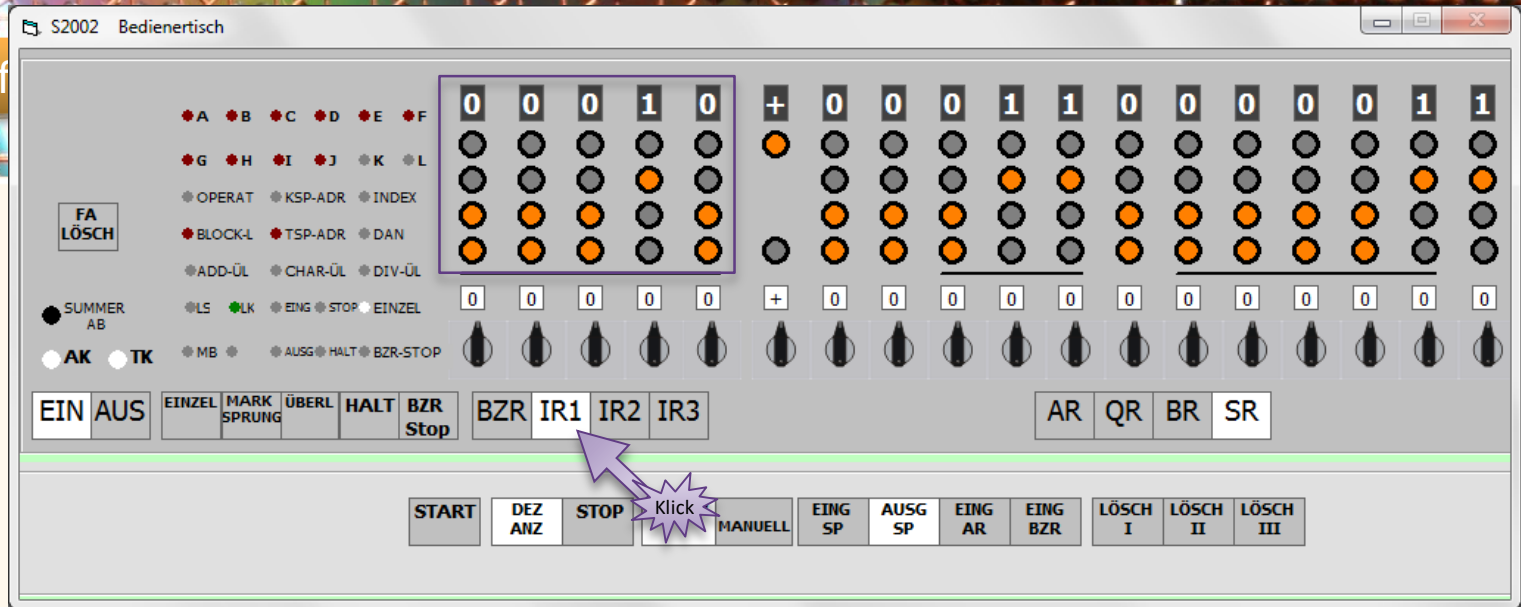 S2002 Bedienertisch
f
0 0 0 1 0 + 0 0 0 1 1 0 0 0 0 0 1 1
A B C D E F
G H I J K L
OPERAT KSP-ADR INDEX
FA
LÖSCH
BLOCK-L TSP-ADR DAN
ADD-ÜL CHAR-ÜL DIV-ÜL
0 0 0 0 0 + 0 0 0 0 0 0 0 0 0 0 0 0
SUMMER
AB
LS LK EING STOP EINZEL
AK TK
MB AUSG HALT BZR-STOP
EIN AUS
EINZEL
MARK
SPRUNG
ÜBERL
HALT
BZR
Stop
BZR IR1 IR2 IR3
AR QR BR SR
START
DEZ
ANZ
STOP
Klick
MANUELL
EING
SP
AUSG
SP
EING
AR
EING
BZR
LÖSCH
I
LÖSCH
II
LÖSCH
III